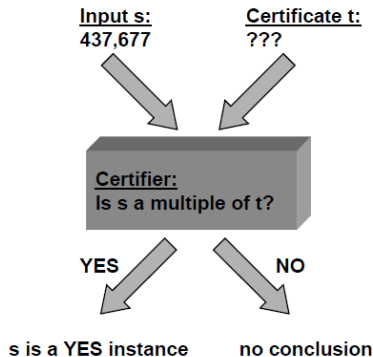 Input s:
437,677
Certificate t:
???
Certifier:
Is s a multiple of t?
YES
NO
s is a YES instance
no conclusion